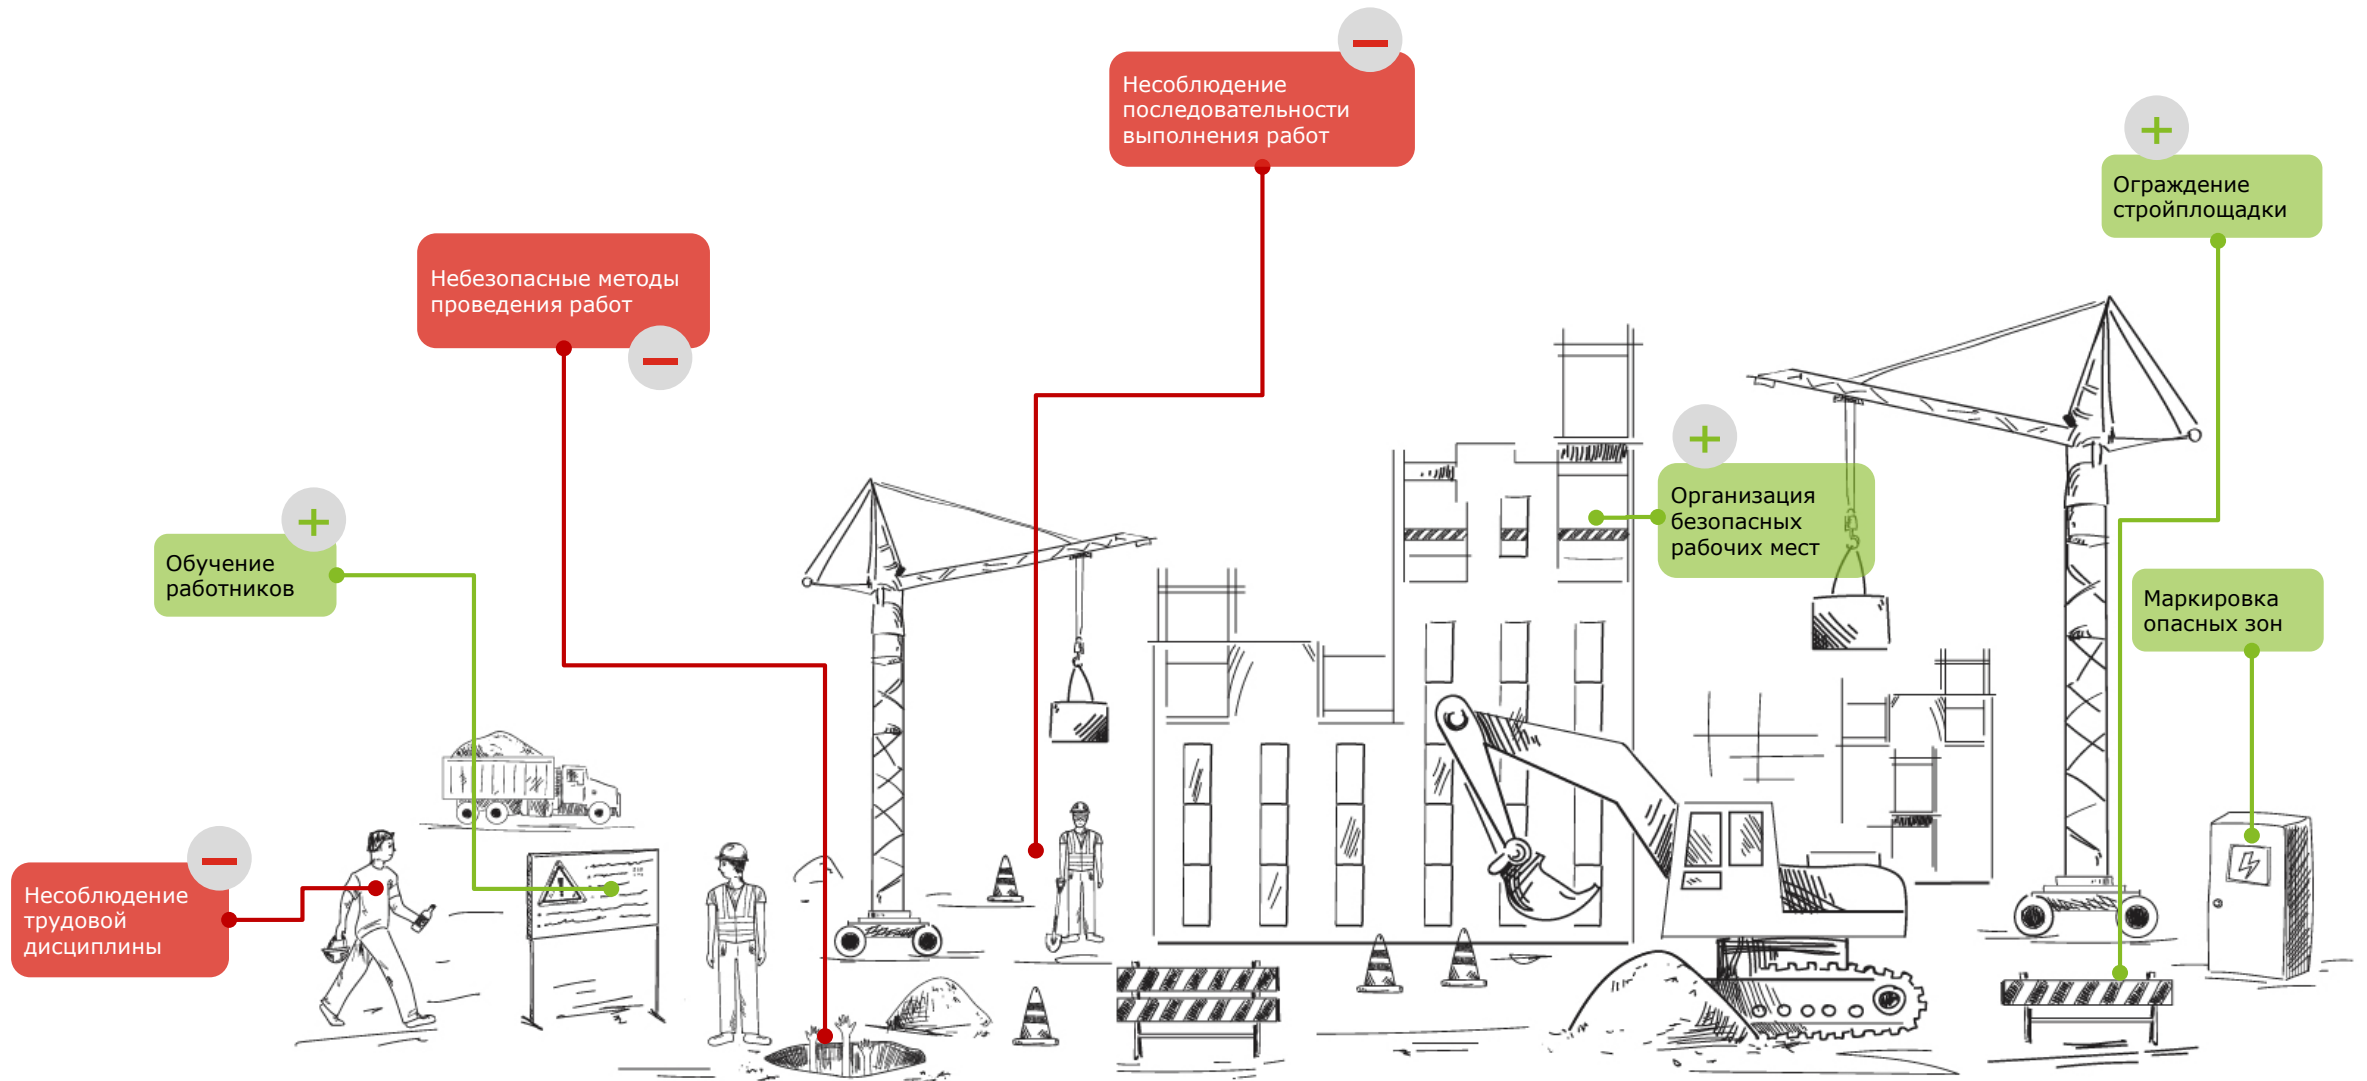 Несоблюдение
последовательности
выполнения работ
Ограждение
стройплощадки
Небезопасные методы
проведения работ
Организация
безопасных
рабочих мест
Обучение
работников
Маркировка
опасных зон
Несоблюдение
трудовой
дисциплины